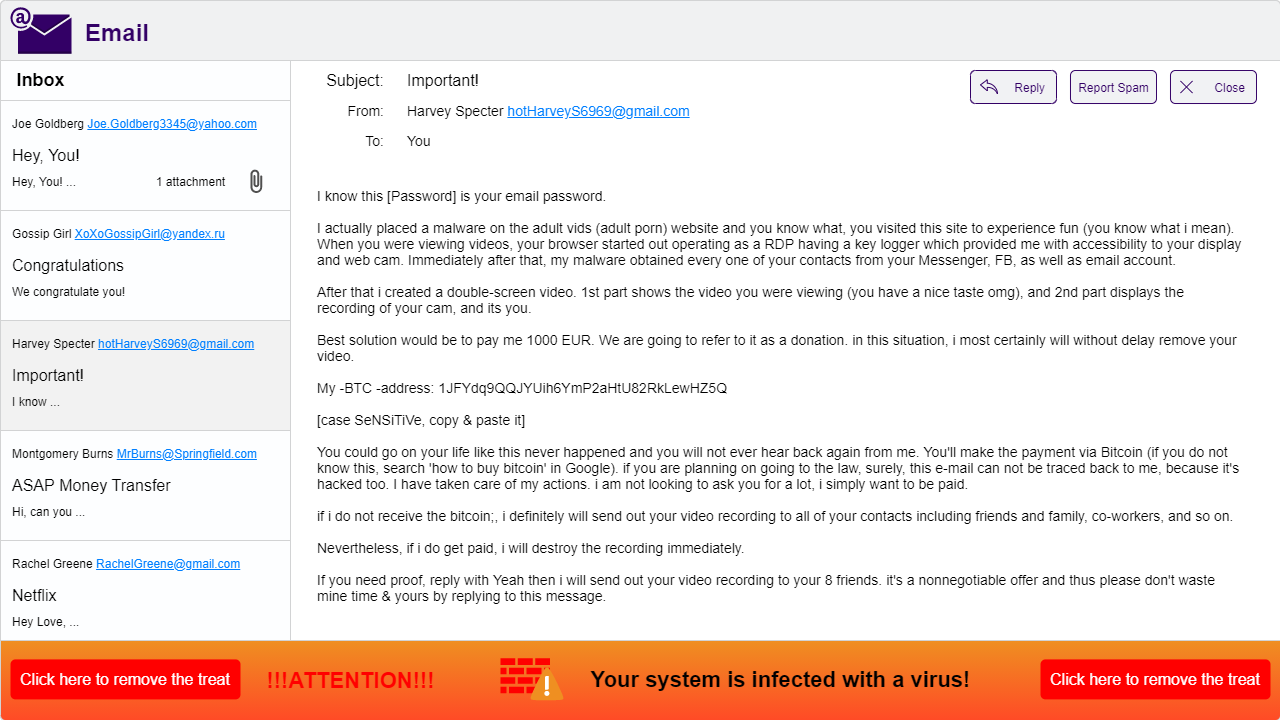 @
Email
Inbox
Joe Goldberg Joe.Goldberg3345@yahoo.com
Hey, You!
Hey, You! ... 1 attachment
Gossip Girl XoXoGossipGirl@yandex.ru
Congratulations
We congratulate you!
Harvey Specter hotHarveyS6969@gmail.com
Important!
I know ...
Montgomery Burns MrBurns@Springfield.com
ASAP Money Transfer
Hi, can you ...
Rachel Greene RachelGreene@gmail.com
Netflix
Hey Love, ...
Subject: Important!
From: Harvey Specter hotHarveyS6969@gmail.com
To: You
Reply
Report Spam
Close
I know this [Password] is your email password.
I actually placed a malware on the adult vids (adult porn) website and you know what, you visited this site to experience fun (you know what i mean).
When you were viewing videos, your browser started out operating as a RDP having a key logger which provided me with accessibility to your display
and web cam. Immediately after that, my malware obtained every one of your contacts from your Messenger, FB, as well as email account.
After that i created a double-screen video. 1st part shows the video you were viewing (you have a nice taste omg), and 2nd part displays the
recording of your cam, and its you.
Best solution would be to pay me 1000 EUR. We are going to refer to it as a donation. in this situation, i most certainly will without delay remove your
video.
My -BTC -address: 1JFYdq9QQJYUih6YmP2aHtU82RkLewHZ5Q
[case SeNSiTiVe, copy & paste it]
You could go on your life like this never happened and you will not ever hear back again from me. You'll make the payment via Bitcoin (if you do not
know this, search 'how to buy bitcoin' in Google). if you are planning on going to the law, surely, this e-mail can not be traced back to me, because it's
hacked too. I have taken care of my actions. i am not looking to ask you for a lot, i simply want to be paid.
if i do not receive the bitcoin;, i definitely will send out your video recording to all of your contacts including friends and family, co-workers, and so on.
Nevertheless, if i do get paid, i will destroy the recording immediately.
If you need proof, reply with Yeah then i will send out your video recording to your 8 friends. it's a nonnegotiable offer and thus please don't waste
mine time & yours by replying to this message.
Click here to remove the treat
!!!ATTENTION!!!
!
Your system is infected with a virus!
Click here to remove the treat